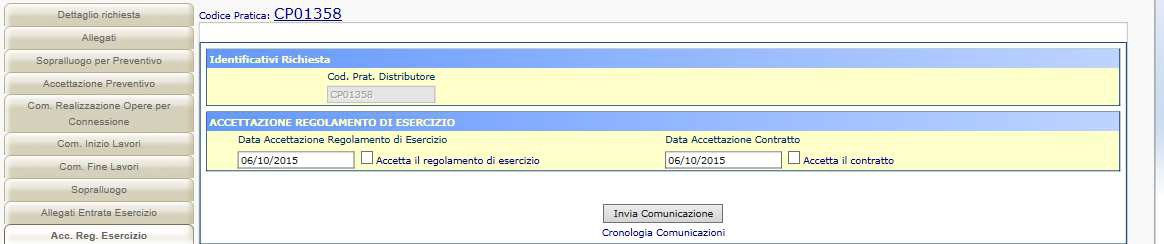 Dettaglio richiesta
Allegati
Sopralluogo per Preventivo
Accettazione Preventivo
Com. Realizzazione Opere per
Connessione
Com. Inizio Lavori
Com. Fine Lavori
Sopralluogo
Allegati Entrata Esercizio
Acc. Reg. Esercizio
Codice Pratica: CP01358
Identificativi Richiesta
Cod. Prat. Distributore
CP01358
ACCETTAZIONE REGOLAMENTO DI ESERCIZIO
Data Accettazione Regolamento di Esercizio Data Accettazione Contratto
06/10/2015 Accetta il regolamento di esercizio 06/10/2015 Accetta il contratto
Invia Comunicazione
Cronologia Comunicazioni